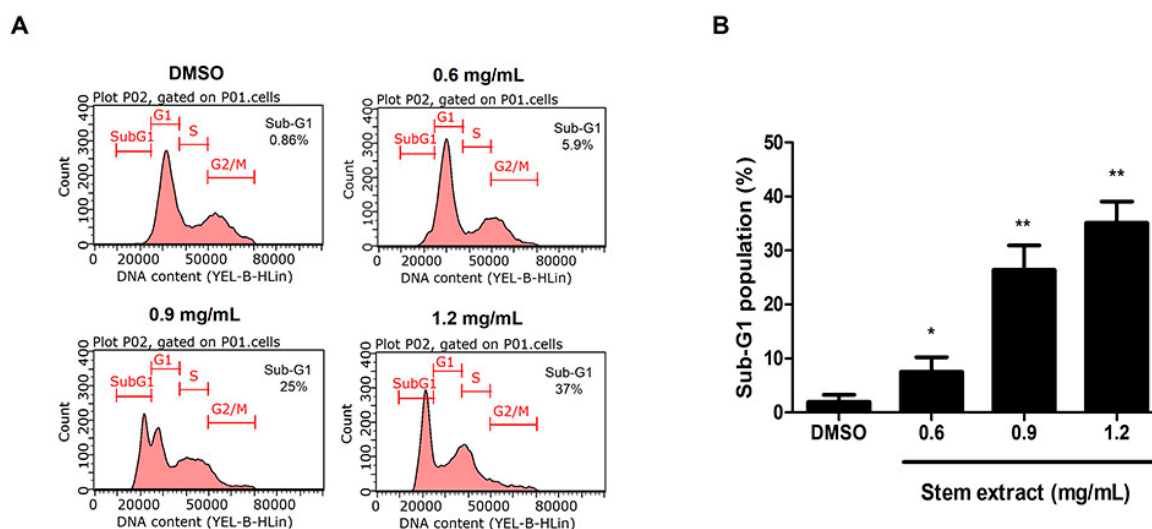 A
B
DMSO
Plot P02, gated on P01.cells
400
300
200
100
0
Count
SubG1
G1
S
G2/M
Sub-G1
0.86%
0 20000 50000 80000
DNA content (YEL-B-HLin)
0.6 mg/mL
Plot P02, gated on P01.cells
400
300
200
100
0
Count
SubG1
G1
S
G2/M
Sub-G1
5.9%
0 20000 50000 80000
DNA content (YEL-B-HLin)
0.9 mg/mL
Plot P02, gated on P01.cells
400
300
200
100
0
Count
SubG1
G1
S
G2/M
Sub-G1
25%
0 20000 50000 80000
DNA content (YEL-B-HLin)
1.2 mg/mL
Plot P02, gated on P01.cells
400
300
200
100
0
Count
SubG1
G1
S
G2/M
Sub-G1
37%
0 20000 50000 80000
DNA content (YEL-B-HLin)
Sub-G1 population (%)
50
40
30
20
10
0
*
**
**
DMSO 0.6 0.9 1.2
Stem extract (mg/mL)